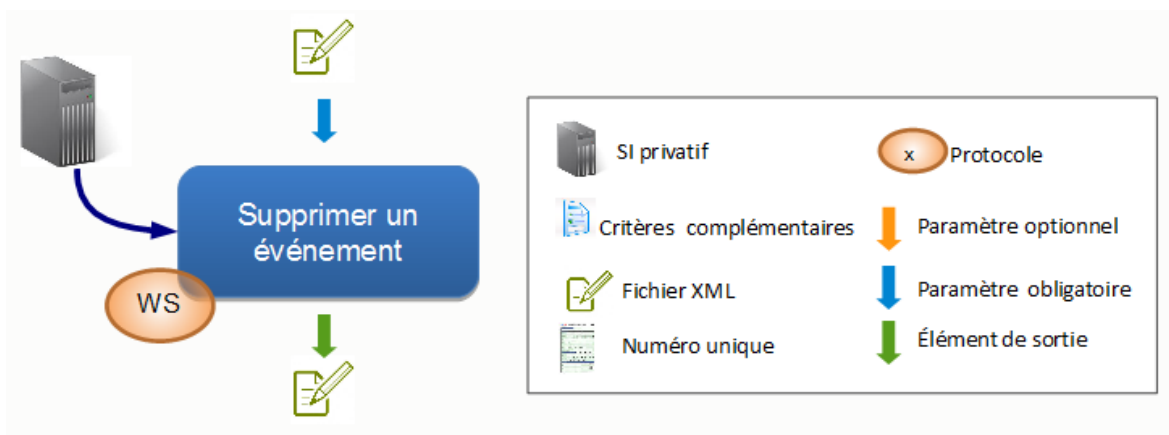 Supprimer un
événement
WS
SI privatif
x Protocole
Critères complémentaires
Paramètre optionnel
Fichier XML
Paramètre obligatoire
Numéro unique
Élément de sortie